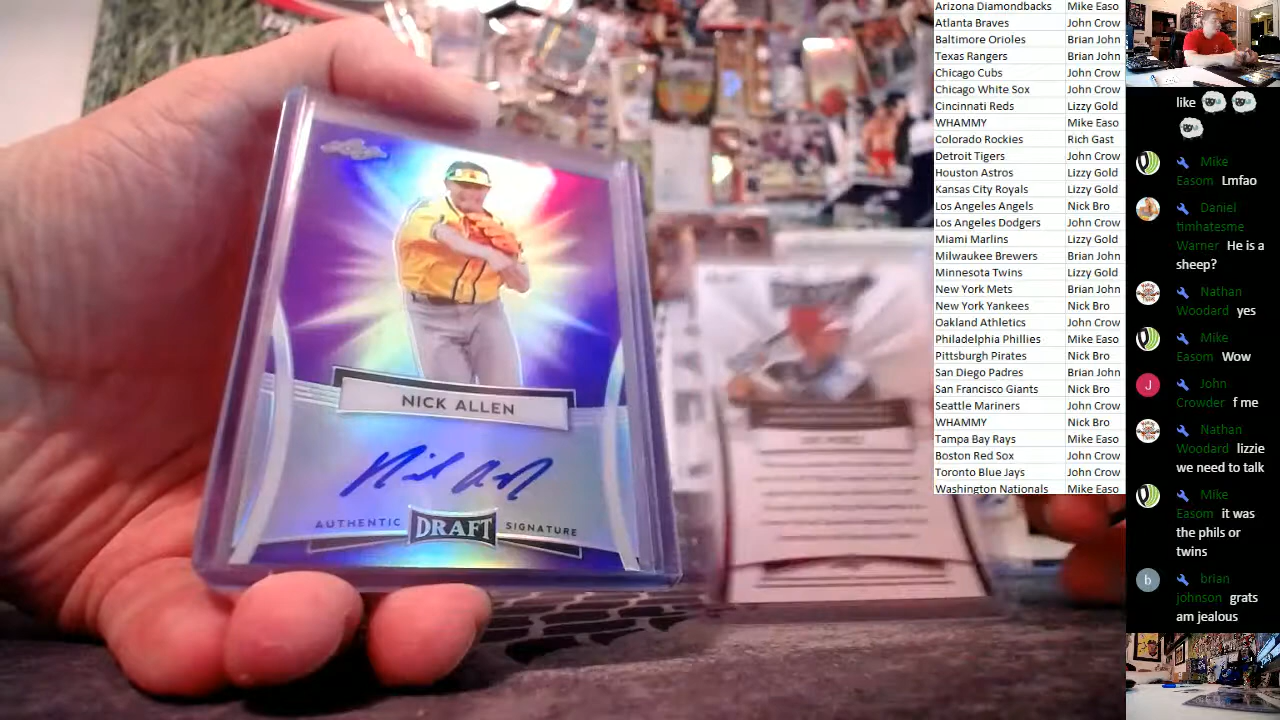 NICK ALLEN
AUTHENTIC DRAFT SIGNATURE
Arizona Diamondbacks Mike Easo
Atlanta Braves John Crow
Baltimore Orioles Brian John
Texas Rangers Brian John
Chicago Cubs John Crow
Chicago White Sox John Crow
Cincinnati Reds Lizzy Gold
WHAMMY Mike Easo
Colorado Rockies Rich Gast
Detroit Tigers John Crow
Houston Astros Lizzy Gold
Kansas City Royals Lizzy Gold
Los Angeles Angels Nick Bro
Los Angeles Dodgers John Crow
Miami Marlins Lizzy Gold
Milwaukee Brewers Brian John
Minnesota Twins Lizzy Gold
New York Mets Brian John
New York Yankees Nick Bro
Oakland Athletics John Crow
Philadelphia Phillies Mike Easo
Pittsburgh Pirates Nick Bro
San Diego Padres Brian John
San Francisco Giants Nick Bro
Seattle Mariners John Crow
WHAMMY Nick Bro
Tampa Bay Rays Mike Easo
Boston Red Sox John Crow
Toronto Blue Jays John Crow
Washington Nationals Mike Easo
like
Mike
Easom Lmfao
Daniel
timhatesme
Warner He is a
sheep?
Nathan
Woodard yes
Mike
Easom Wow
J John
Crowder f me
Nathan
Woodard lizzie
we need to talk
Mike
Easom it was
the phils or
twins
b brian
johnson grats
am jealous